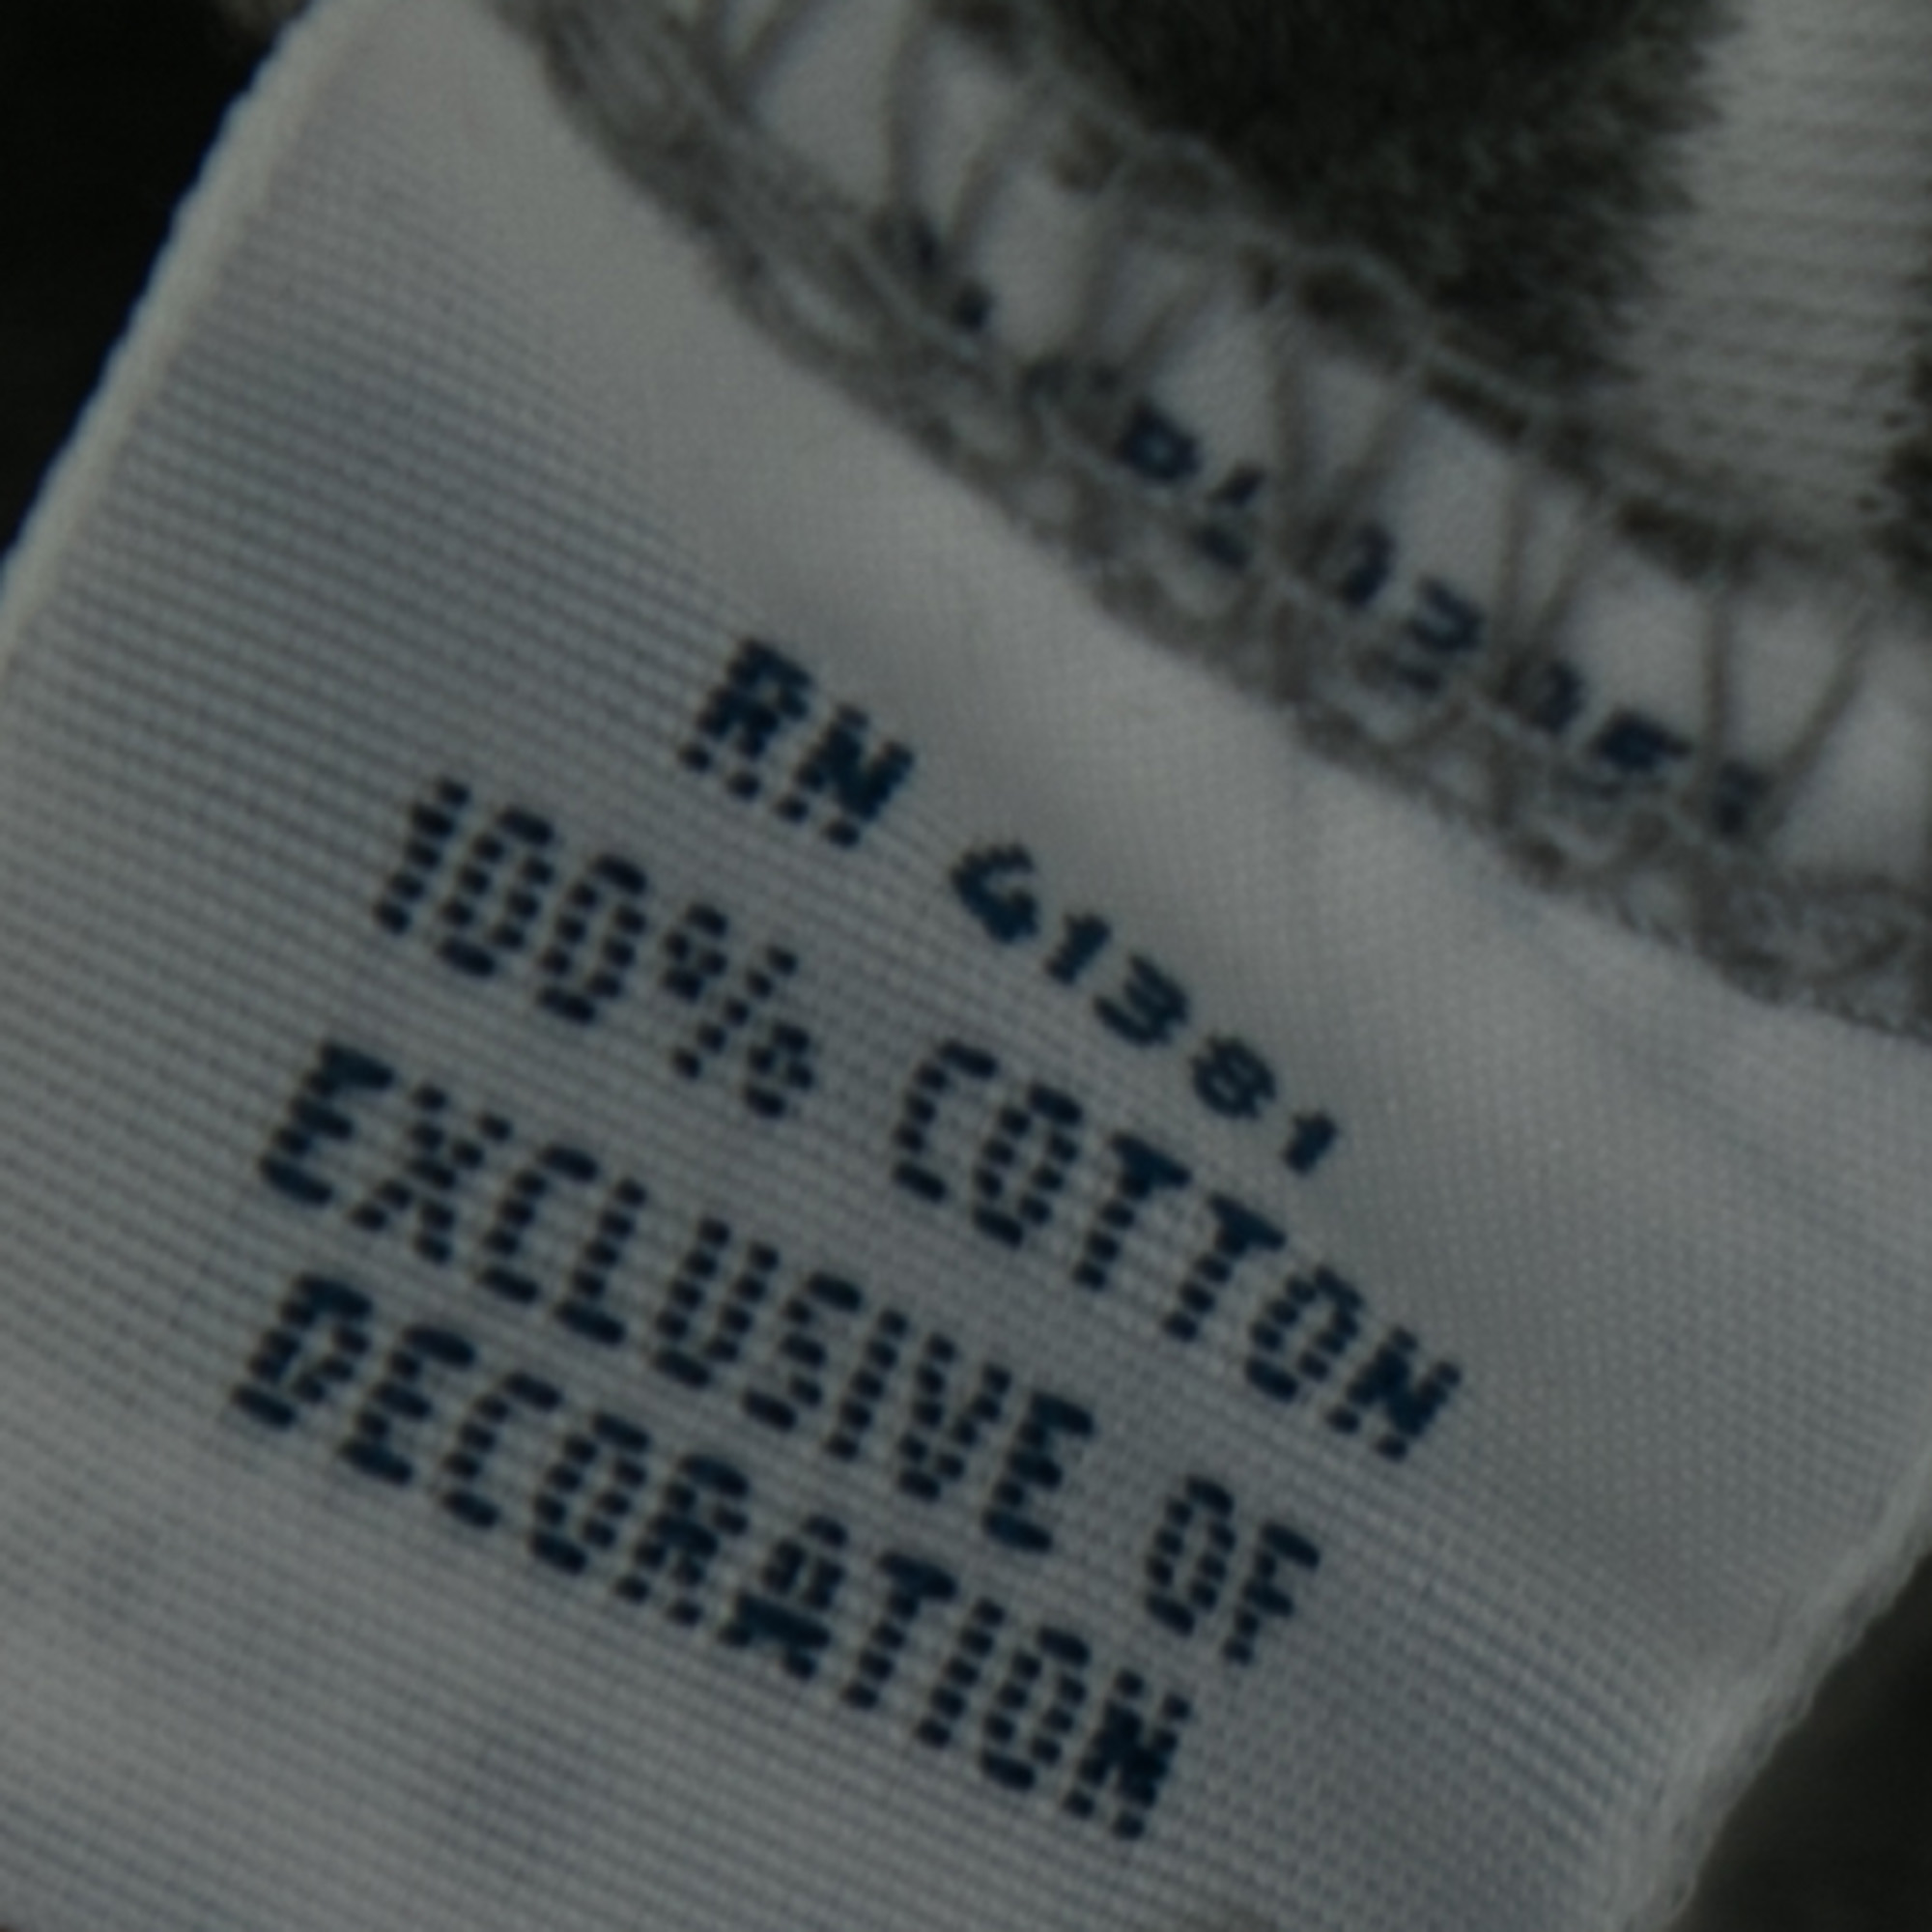 RN 41381
100% COTTON
EXCLUSIVE OF
DECORATION